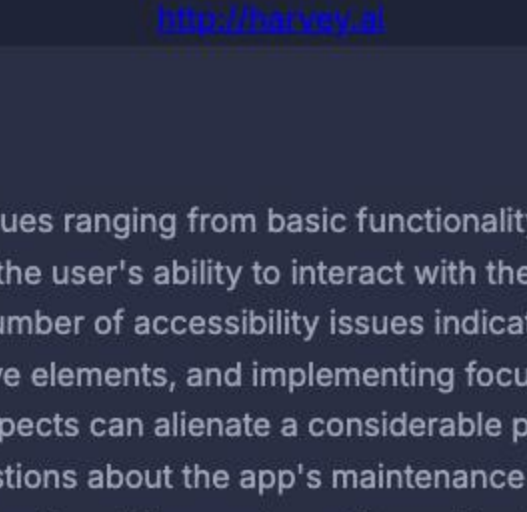 http://harvey.ai
ues ranging from basic functionalit
the user's ability to interact with the
umber of accessibility issues indicat
ve elements, and implementing focu
pects can alienate a considerable p
stions about the app's maintenance